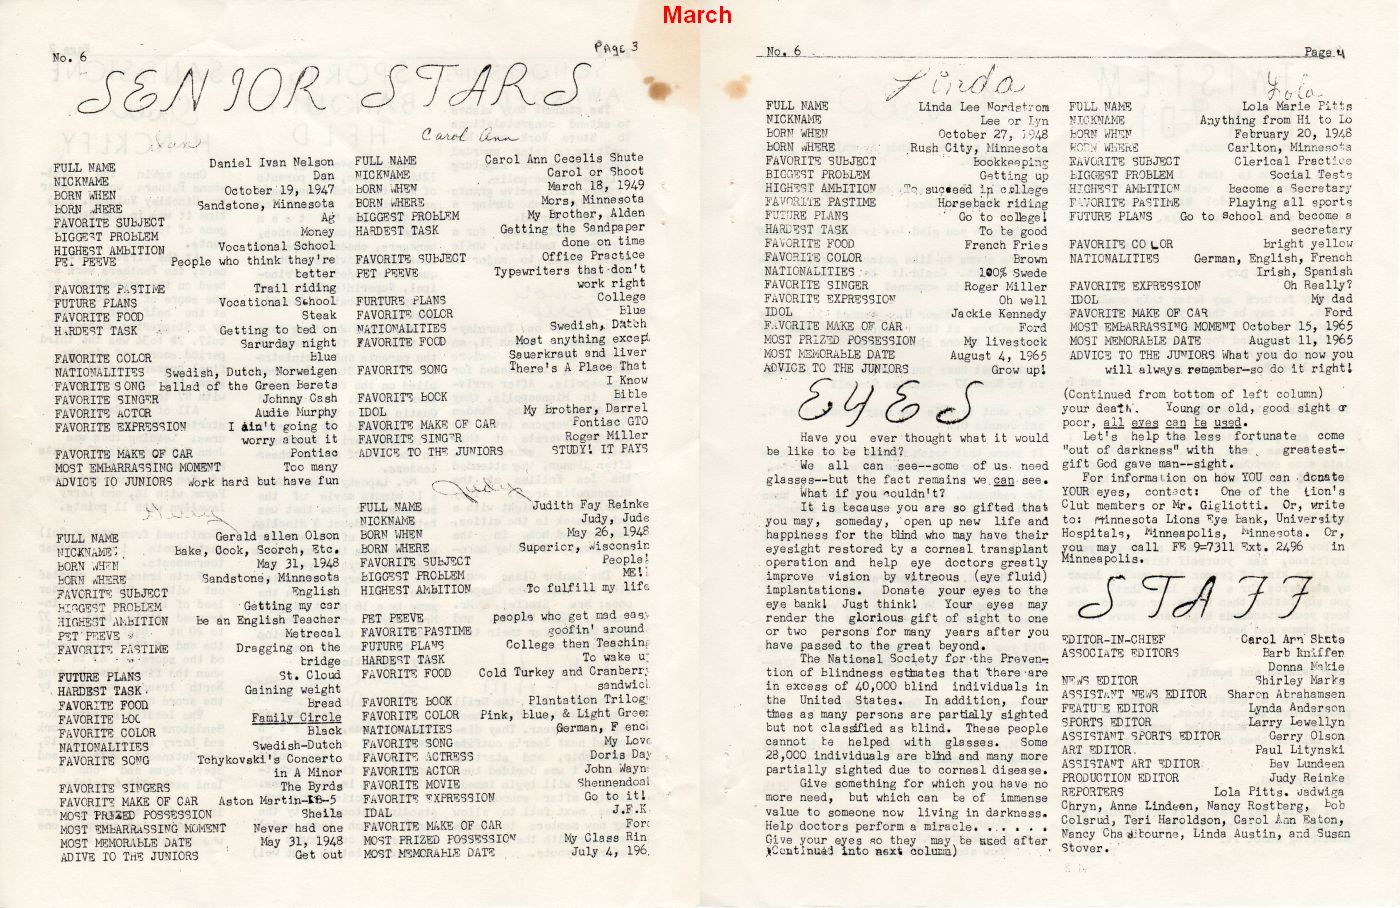 March
No. 6
PAGE 3
SENIOR STARS
Dan
FULL NAME Daniel Ivan Nelson
NICKNAME Dan
BORN WHEN October 19, 1947
BORN WHERE Sandstone, Minnesota
FAVORITE SUBJECT Ag
BIGGEST PROBLEM Money
HIGHEST AMBITION Vocational School
PET PEEVE People who think they're
better
FAVORITE PASTIME Trail riding
FUTURE PLANS Vocational School
FAVORITE FOOD Steak
HARDEST TASK Getting to bed on
Sarurday night
FAVORITE COLOR Blue
NATIONALITIES Swedish, Dutch, Norweigen
FAVORITE SONG Ballad of the Green Berets
FAVORITE SINGER Johnny Cash
FAVORITE ACTOR Audie Murphy
FAVORITE EXPRESSION I ain't going to
worry about it
FAVORITE MAKE OF CAR Pontiac
MOST EMBARRASSING MOMENT Too many
ADVICE TO JUNIORS Work hard but have fun
Gerry
FULL NAME Gerald allen Olson
NICKNAME: Bake, Cook, Scorch, Etc.
BORN WHEN May 31, 1948
BORN WHERE Sandstone, Minnesota
FAVORITE SUBJECT English
BIGGEST PROBLEM Getting my car
HIGHEST AMBITION be an English Teacher
PET PEEVE Metrecal
FAVORITE PASTIME Dragging on the
bridge
FUTURE PLANS St. Cloud
HARDEST TASK Gaining weight
FAVORITE FOOD Bread
FAVORITE BOOK Family Circle
FAVORITE COLOR Black
NATIONALITIES Swedish-Dutch
FAVORITE SONG Tchykovski's Concerto
in A Minor
FAVORITE SINGERS The Byrds
FAVORITE MAKE OF CAR Aston Martin
MOST PRIZED POSSESSION Sheila
MOST EMBARRASSING MOMENT Never had one
MOST MEMORABLE DATE May 31, 1948
ADIVE TO THE JUNIORS Get out
Carol Ann
FULL NAME Carol Ann Cecelis Shute
NICKNAME Carol or Shoot
BORN WHEN March 18, 1949
BORN WHERE Mors, Minnesota
BIGGEST PROBLEM My Brother, Alden
HARDEST TASK Getting the Sandpaper
done on time
FAVORITE SUBJECT Office Practice
PET PEEVE Typewriters that don't
work right
FURTURE PLANS College
FAVORITE COLOR Blue
NATIONALITIES Swedish, Datch
FAVORITE FOOD Most anything except
Sauerkraut and liver
FAVORITE SONG There's A Place That
I Know
FAVORITE BOOK Bible
IDOL My Brother, Darrel
FAVORITE MAKE OF CAR Pontiac GTO
FAVORITE SINGER Roger Miller
ADVICE TO THE JUNIORS STUDY! IT PAYS
Judy
FULL NAME Judith Fay Reinke
NICKNAME Judy, Jude
BORN WHEN May 26, 1948
BORN WHERE Superior, Wisconsin
FAVORITE SUBJECT People!
BIGGEST PROBLEM ME!!
HIGHEST AMBITION To fulfill my life
PET PEEVE people who get mad easy
FAVORITE PASTIME goofin' around
FUTURE PLANS College then Teaching
HARDEST TASK To wake u
FAVORITE FOOD Cold Turkey and Cranberry
sandwic
FAVORITE BOOK Plantation Trilog
FAVORITE COLOR Pink, Blue, & Light Green
NATIONALITIES German, F enc
FAVORITE SONG My Love
FAVORITE ACTRESS Doris Day
FAVORITE ACTOR John Wayn
FAVORITE MOVIE Shennendoa
FAVORITE EXPRESSION Go to it!
IDAL J.F.K.
FAVORITE MAKE OF CAR Ford
MOST PRIZED POSSESSION My Class Rin
MOST MEMORABLE DATE July 4, 196
No. 6
Page 4
Linda
FULL NAME Linda Lee Nordstrom
NICKNAME Lee or Lyn
BORN WHEN October 27, 1948
BORN WHERE Rush City, Minnesota
FAVORITE SUBJECT Bookkeeping
BIGGEST PROBLEM Getting up
HIGHEST AMBITION To succeed in college
FAVORITE PASTIME Horseback riding
FUTURE PLANS Go to college!
HARDEST TASK To be good
FAVORITE FOOD French Fries
FAVORITE COLOR Brown
NATIONALITIES 100% Swede
FAVORITE SINGER Roger Miller
FAVORITE EXPRESSION Oh well
IDOL Jackie Kennedy
FAVORITE MAKE OF CAR Ford
MOST PRIZED POSSESSION My livestock
MOST MEMORABLE DATE August 4, 1965
ADVICE TO THE JUNIORS Grow up!
EYES
Have you ever thought what it would
be like to be blind?
We all can see--some of us need
glasses--but the fact remains we can see.
What if you couldn't?
It is because you are so gifted that
you may, someday, open up new life and
happiness for the blind who may have their
eyesight restored by a corneal transplant
operation and help eye doctors greatly
improve vision by vitreous (eye fluid)
implantations. Donate your eyes to the
eye bank! Just think! Your eyes may
render the glorious gift of sight to one
or two persons for many years after you
have passed to the great beyond.
The National Society for the Preven-
tion of blindness estmates that there are
in excess of 40,000 blind individuals in
the United States. In addition, four
times as many persons are partially sighted
but not classified as blind. These people
cannot be helped with glasses. Some
28,000 individuals are blind and many more
partially sighted due to corneal disease.
Give something for which you have no
more need, but which can be of immense
value to someone now living in darkness.
Help doctors perform a miracle. . . . . .
Give your eyes so they may be used after
(Continued into next column)
Lola
FULL NAME Lola Marie Pitts
NICKNAME Anything from Hi to Lo
BORN WHEN February 20, 1948
BORN WHERE Carlton, Minnesota
FAVORITE SUBJECT Clerical Practice
BIGGEST PROBLEM Social Tests
HIGHEST AMBITION Become a Secretary
FAVORITE PASTIME Playing all sports
FUTURE PLANS Go to School and become a
secretary
FAVORITE COLOR bright yellow
NATIONALITIES German, English, French
Irish, Spanish
FAVORITE EXPRESSION Oh Really?
IDOL My dad
FAVORITE MAKE OF CAR Ford
MOST EMBARRASSING MOMENT October 15, 1965
MOST MEMORABLE DATE August 11, 1965
ADVICE TO THE JUNIORS What you do now you
will always remember--so do it right!
(Continued from bottom of left column)
your death. Young or old, good sight or
poor, all eyes can be used.
Let's help the less fortunate come
"out of darkness" with the greatest-
gift God gave man--sight.
For information on how YOU can donate
YOUR eyes, contact: One of the Lion's
Club members or Mr. Gigliotti. Or, write
to: Minnesota Lions Eye Bank, University
Hospitals, Minneapolis, Minnesota. Or,
you may call FE 9-7311 Ext. 2496 in
Minneapolis.
STAFF
EDITOR-IN-CHIEF Carol Ann Shute
ASSOCIATE EDITORS Barb Kniffen
Donna Makie
NEWS EDITOR Shirley Marks
ASSISTANT NEWS EDITOR Sharon Abrahamsen
FEATURE EDITOR Lynda Anderson
SPORTS EDITOR Larry Lewellyn
ASSISTANT SPORTS EDITOR Gerry Olson
ART EDITOR Paul Litynski
ASSISTANT ART EDITOR Bev Lundeen
PRODUCTION EDITOR Judy Reinke
REPORTERS Lola Pitts, Jadwiga
Chryn, Anne Lindeen, Nancy Rostberg, Bob
Colsrud, Teri Haroldson, Carol Ann Eaton,
Nancy Chadbourne, Linda Austin, and Susan
Stover.